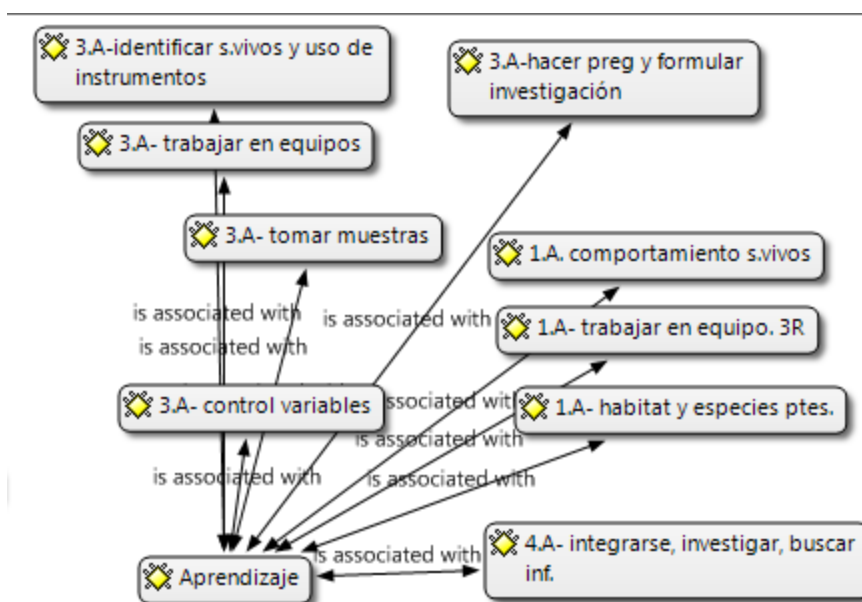 3.A-identificar s.vivos y uso de
instrumentos
3.A-hacer preg y formular
investigación
3.A- trabajar en equipos
3.A- tomar muestras
1.A. comportamiento s.vivos
is associated with
is associated with
1.A- trabajar en equipo. 3R
is associated with
3.A- control variables
associated with
1.A- habitat y especies ptes.
is associated with
is associated with
is associated with
is associated with
4.A- integrarse, investigar, buscar
inf.
Aprendizaje